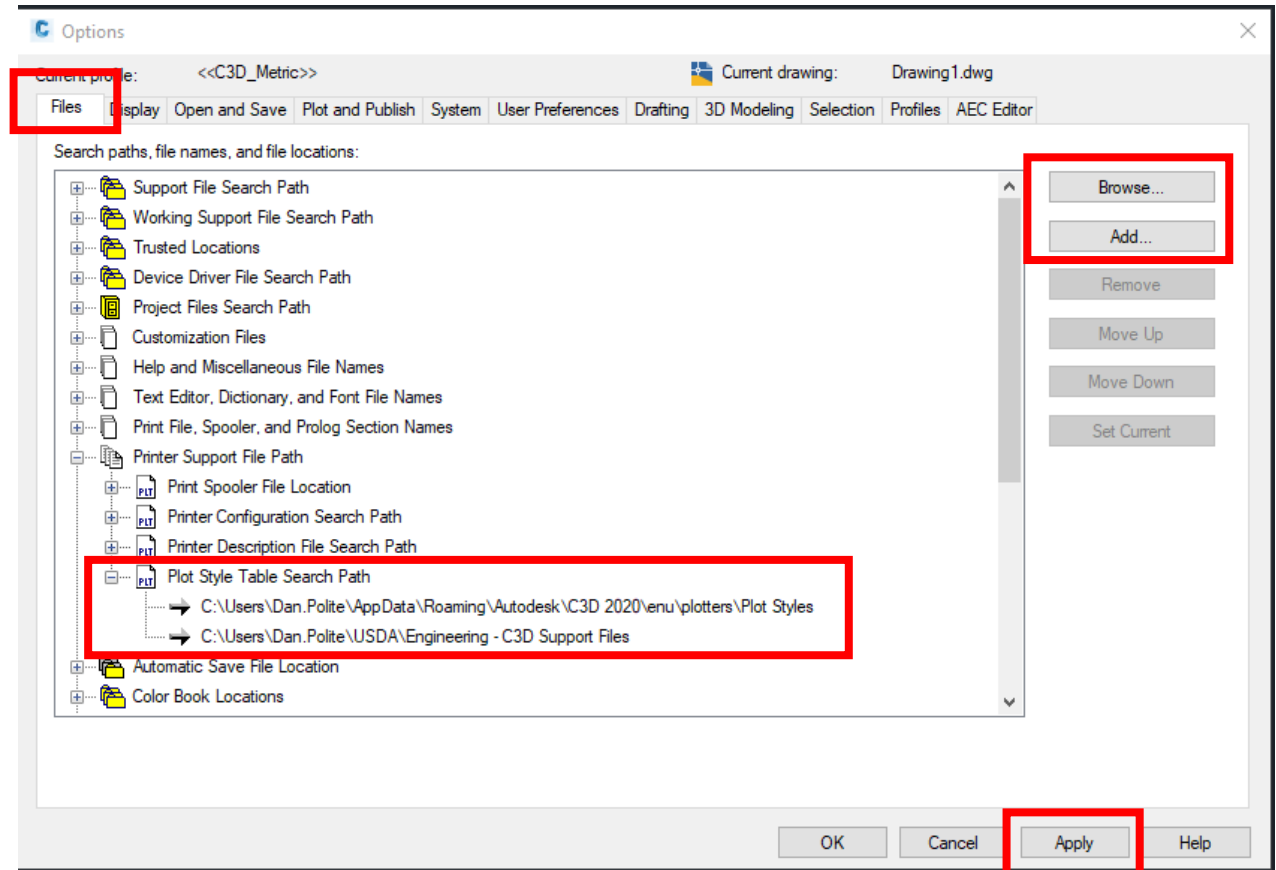 Options
Current profile: <<C3D_Metric>> Current drawing: Drawing1.dwg
Files Display Open and Save Plot and Publish System User Preferences Drafting 3D Modeling Selection Profiles AEC Editor
Search paths, file names, and file locations:
Support File Search Path
Working Support File Search Path
Trusted Locations
Device Driver File Search Path
Project Files Search Path
Customization Files
Help and Miscellaneous File Names
Text Editor, Dictionary, and Font File Names
Print File, Spooler, and Prolog Section Names
Printer Support File Path
PLT Print Spooler File Location
PLT Printer Configuration Search Path
PLT Printer Description File Search Path
PLT Plot Style Table Search Path
C:\Users\Dan.Polite\AppData\Roaming\Autodesk\C3D 2020\enu\plotters\Plot Styles
C:\Users\Dan.Polite\USDA\Engineering - C3D Support Files
Automatic Save File Location
Color Book Locations
Browse...
Add...
Remove
Move Up
Move Down
Set Current
OK Cancel Apply Help